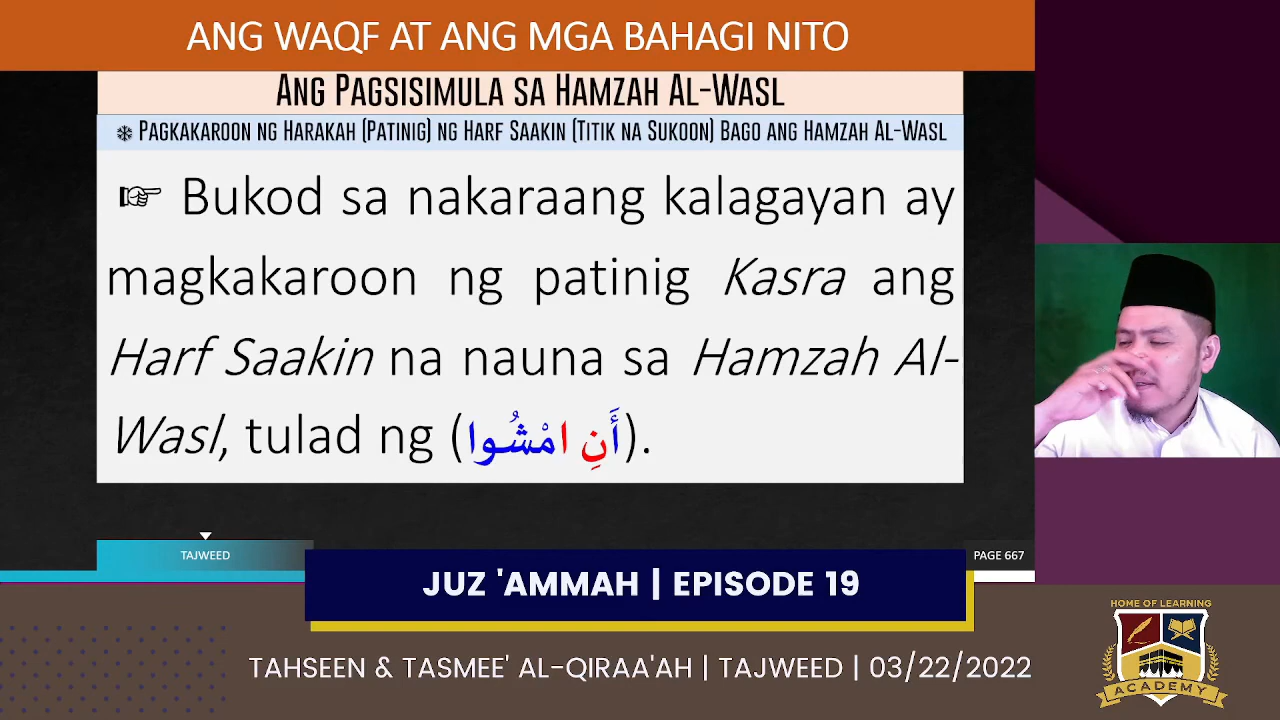 ANG WAQF AT ANG MGA BAHAGI NITO
ANG PAGSISIMULA SA HAMZAH AL-WASL
❄ PAGKAKAROON NG HARAKAH (PATINIG) NG HARF SAAKIN (TITIK NA SUKOON) BAGO ANG HAMZAH AL-WASL
☞ Bukod sa nakaraang kalagayan ay
magkakaroon ng patinig Kasra ang
Harf Saakin na nauna sa Hamzah Al-
Wasl, tulad ng (أَنِ امْشُوا).
TAJWEED
PAGE 667
JUZ 'AMMAH | EPISODE 19
TAHSEEN & TASMEE' AL-QIRAA'AH | TAJWEED | 03/22/2022
HOME OF LEARNING
ACADEMY